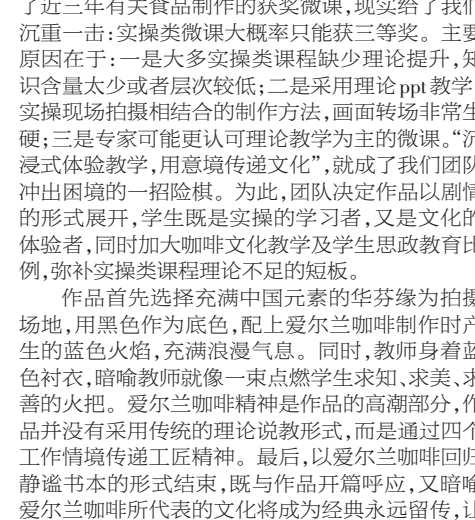 了近三年有关食品制作的获奖微课，现实给了我们
沉重一击：实操类微课大概率只能获三等奖。主要
原因在于：一是大多实操类课程缺少理论提升，知
识含量太少或者层次较低；二是采用理论ppt教学
实操现场拍摄相结合的制作方法，画面转场非常生
硬；三是专家可能更认可理论教学为主的微课。“沉
浸式体验教学，用意境传递文化”，就成了我们团队
冲出困境的一招险棋。为此，团队决定作品以剧情
的形式展开，学生既是实操的学习者，又是文化的
体验者，同时加大咖啡文化教学及学生思政教育比
例，弥补实操类课程理论不足的短板。
作品首先选择充满中国元素的华芬缘为拍摄
场地，用黑色作为底色，配上爱尔兰咖啡制作时产
生的蓝色火焰，充满浪漫气息。同时，教师身着蓝
色衬衣，暗喻教师就像一束点燃学生求知、求美、求
善的火把。爱尔兰咖啡精神是作品的高潮部分，作
品并没有采用传统的理论说教形式，而是通过四个
工作情境传递工匠精神。最后，以爱尔兰咖啡回归
静谧书本的形式结束，既与作品开篇呼应，又暗喻
爱尔兰咖啡所代表的文化将成为经典永远留传，让